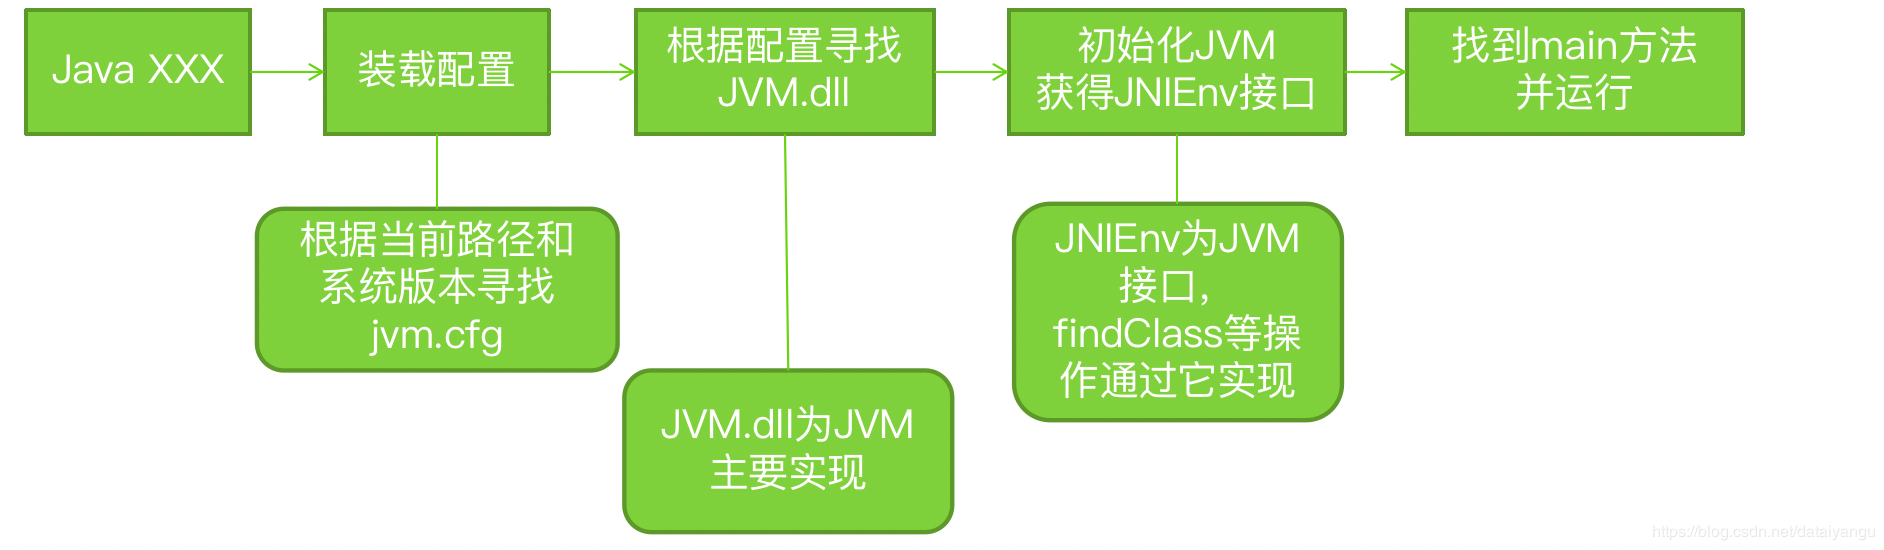 Java XXX
装载配置
根据配置寻找
JVM.dll
初始化JVM
获得JNIEnv接口
找到main方法
并运行
根据当前路径和
系统版本寻找
jvm.cfg
JVM.dll为JVM
主要实现
JNIEnv为JVM
接口，
findClass等操
作通过它实现
https://blog.csdn.net/dataiyangu